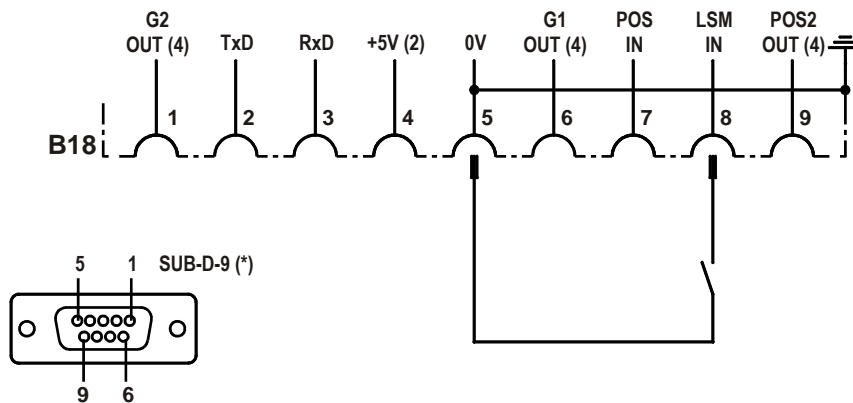 G2 OUT (4) TxD RxD +5V (2) 0V G1 OUT (4) POS IN LSM IN POS2 OUT (4)
1 2 3 4 5 6 7 8 9
B18
5 1 SUB-D-9 (*)
9 6